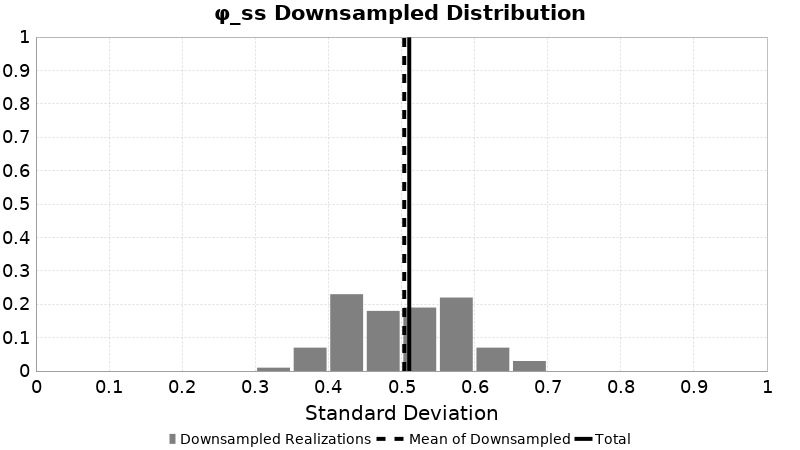 φ_ss Downsampled Distribution
1
0.9
0.8
0.7
0.6
0.5
0.4
0.3
0.2
0.1
0
0 0.1 0.2 0.3 0.4 0.5 0.6 0.7 0.8 0.9 1
Standard Deviation
Downsampled Realizations Mean of Downsampled Total